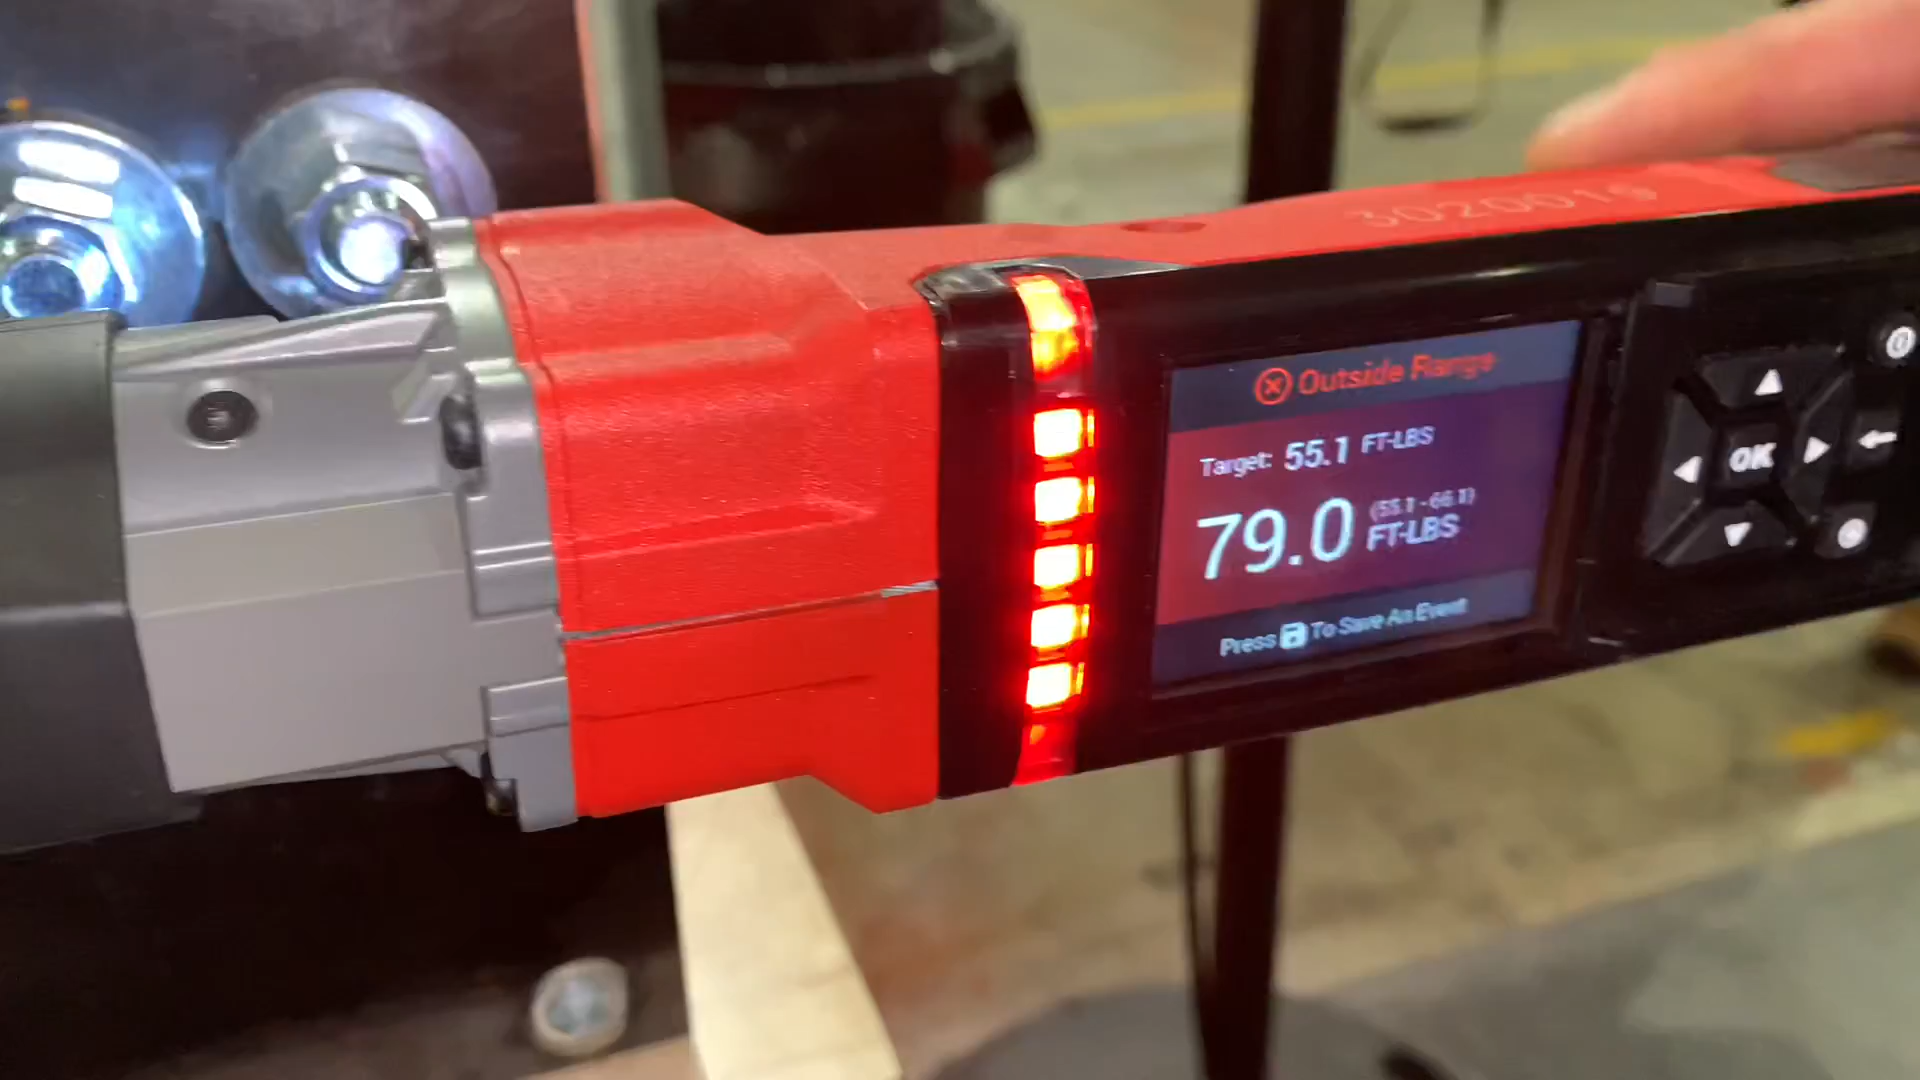 3020019
Outside Range
Target: 55.1 FT-LBS
79.0 (55.1 - 66.1) FT-LBS
Press To Save An Event
OK